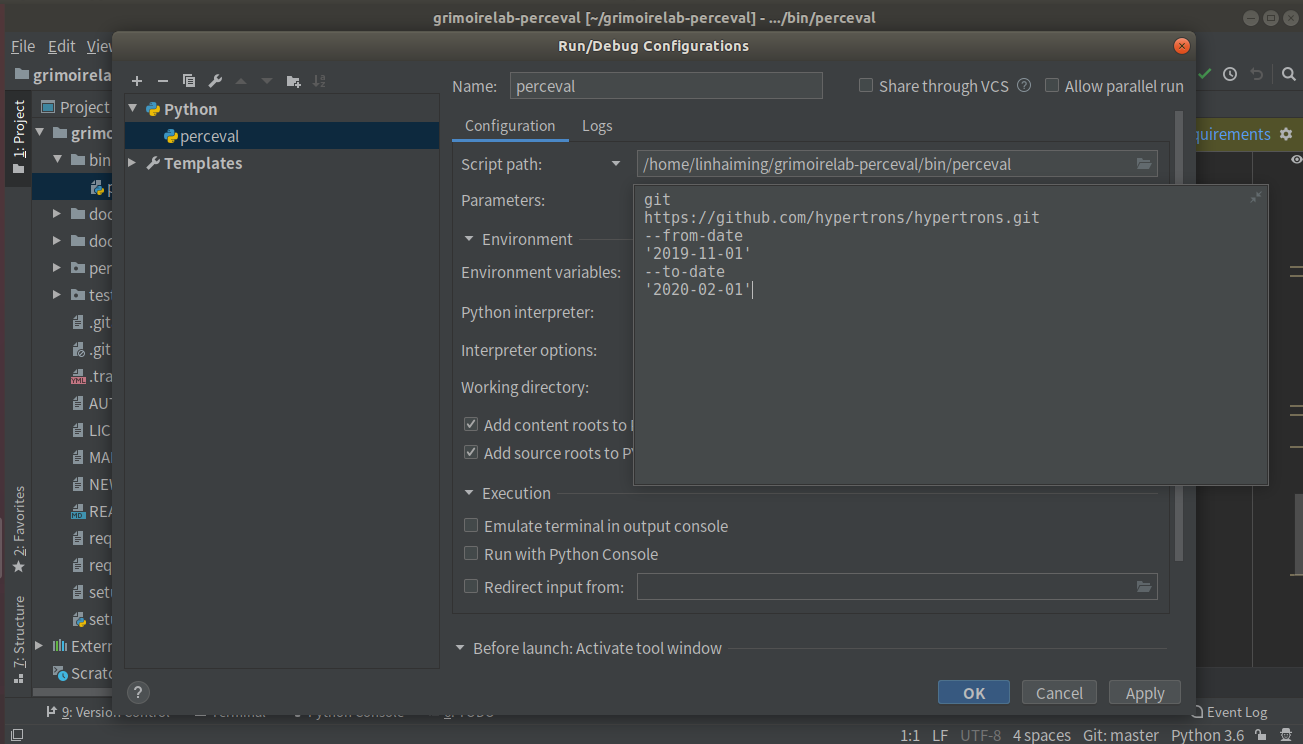 grimoirelab-perceval [~/grimoirelab-perceval] - .../bin/perceval
File Edit View
Run/Debug Configurations
grimoirela
Name: perceval
Share through VCS
Allow parallel run
1: Project
Project
Python
perceval
Templates
Configuration
Logs
quirements
grimo
bin
p
doc
doc
per
test
.git
.git
.tra
AUT
LIC
MAI
NEW
REA
req
req
setu
setu
Extern
Scratc
Script path: /home/linhaiming/grimoirelab-perceval/bin/perceval
Parameters:
git
https://github.com/hypertrons/hypertrons.git
--from-date
'2019-11-01'
--to-date
'2020-02-01'
Environment
Environment variables:
Python interpreter:
Interpreter options:
Working directory:
Add content roots to
Add source roots to PY
Execution
Emulate terminal in output console
Run with Python Console
Redirect input from:
Before launch: Activate tool window
2: Favorites
7: Structure
?
OK
Cancel
Apply
9: Version Control
Terminal
Python Console
6: TODO
Event Log
1:1 LF UTF-8 4 spaces Git: master Python 3.6